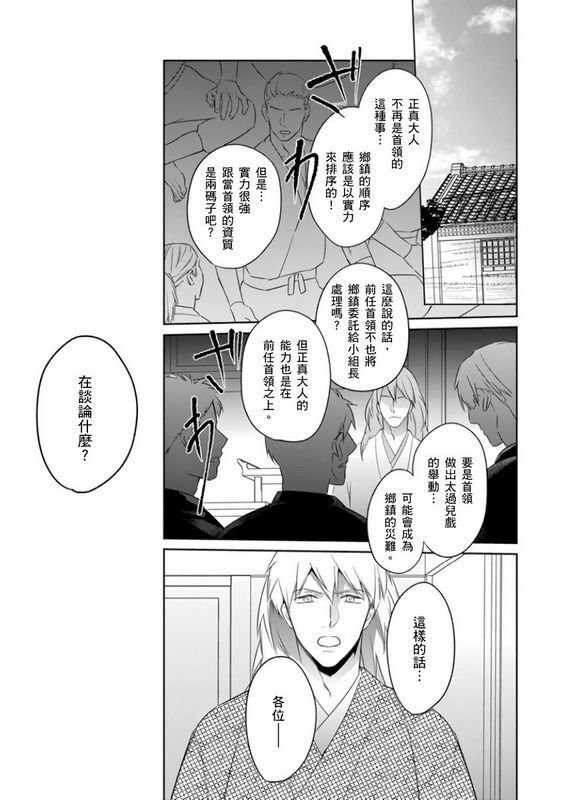 正真大人
不再是首領的
這種事…
鄉鎮的順序
應該是以實力
來排序的！
但是…
實力很強
跟當首領的資質
是兩碼子吧？
わっ
這麼說的話，
前任首領不也將
鄉鎮委託給小組長
處理嗎？
但正真大人的
能力也是在
前任首領之上。
わっ
要是首領
做出太過兒戲
的舉動…
可能會成為
鄉鎮的災難。
在談論什麼？
這樣的話…
各位—